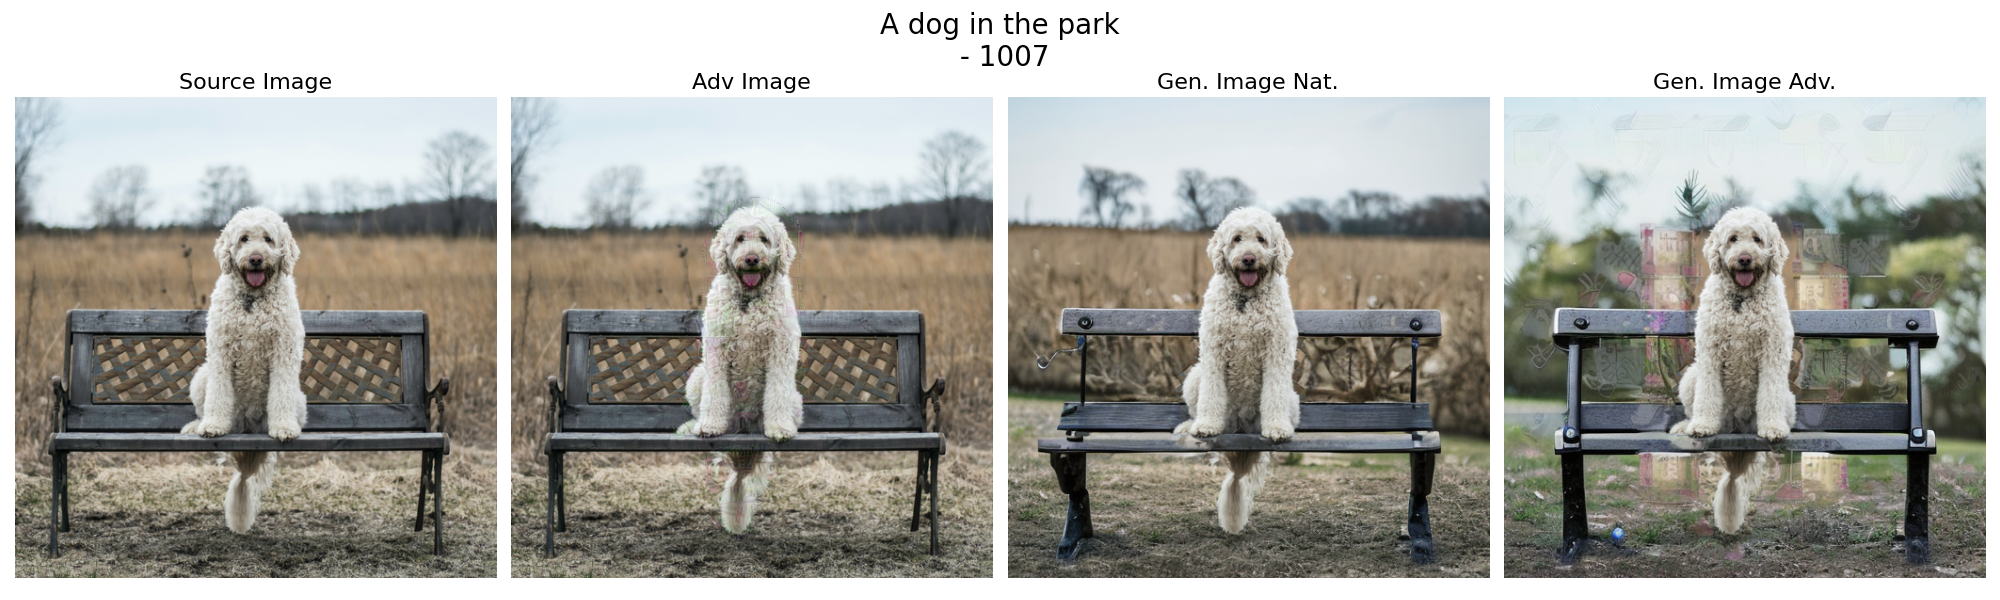 A dog in the park
- 1007
Source Image
Adv Image
Gen. Image Nat.
Gen. Image Adv.